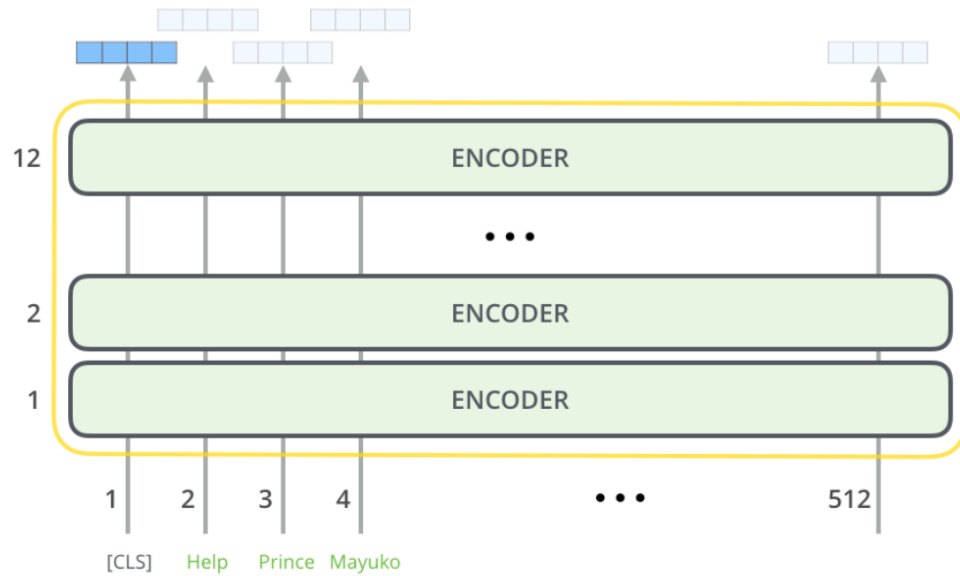 12 ENCODER
•••
2 ENCODER
1 ENCODER
1 2 3 4 ••• 512
[CLS] Help Prince Mayuko